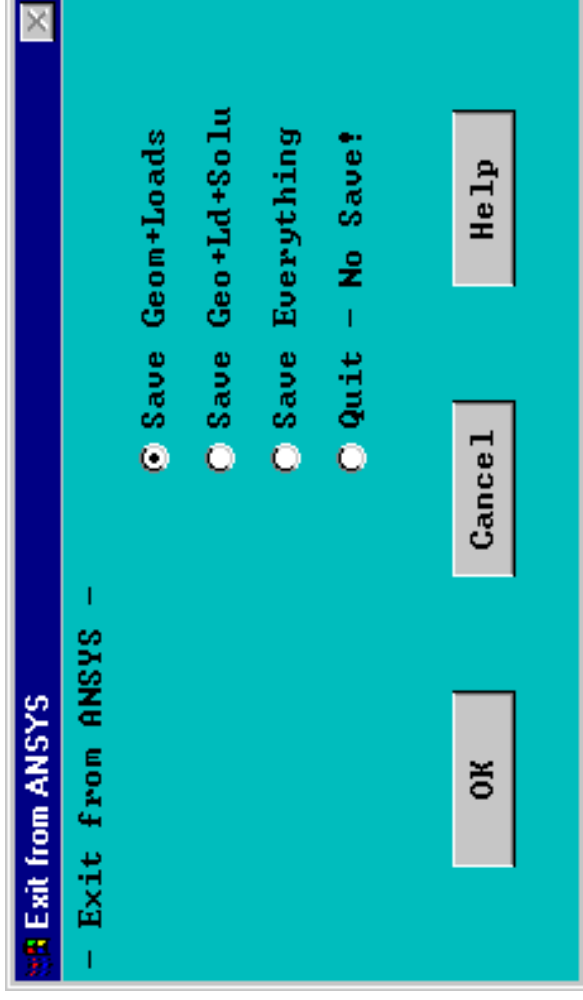 Exit from ANSYS
- Exit from ANSYS -
Save Geom+Loads
Save Geo+Ld+Solu
Save Everything
Quit - No Save!
OK Cancel Help